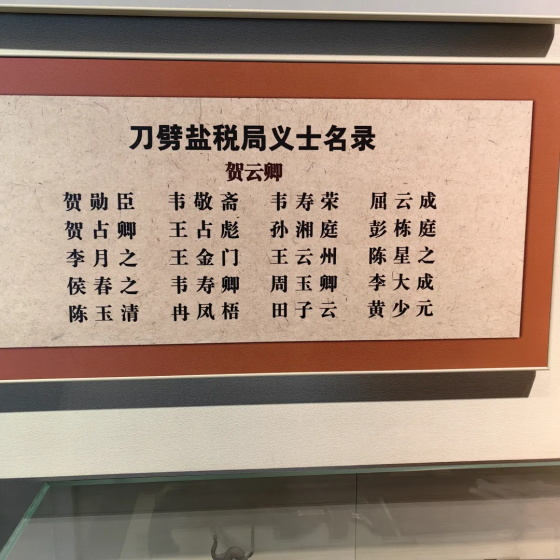 刀劈盐税局义士名录
贺云卿
贺勋臣 韦敬斋 韦寿荣 屈云成
贺占卿 王占彪 孙湘庭 彭栋庭
李月之 王金门 王云州 陈星之
侯春之 韦寿卿 周玉卿 李大成
陈玉清 冉凤梧 田子云 黄少元